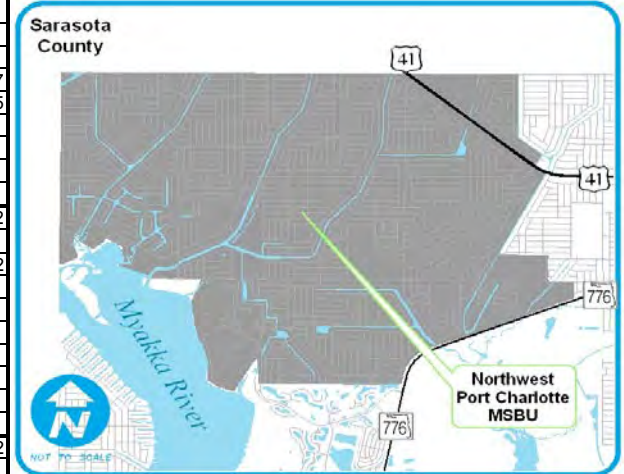 Sarasota
County
41
41
776
Myakka River
Northwest
Port Charlotte
MSBU
776
N
NOT TO SCALE